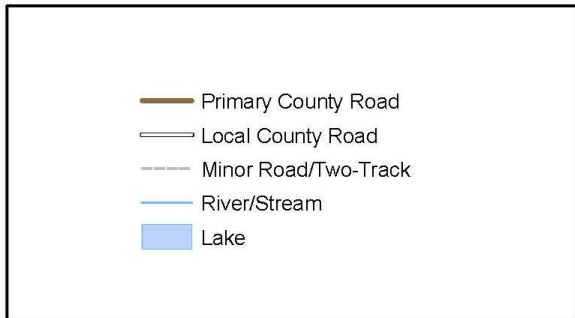 Primary County Road
Local County Road
Minor Road/Two-Track
River/Stream
Lake